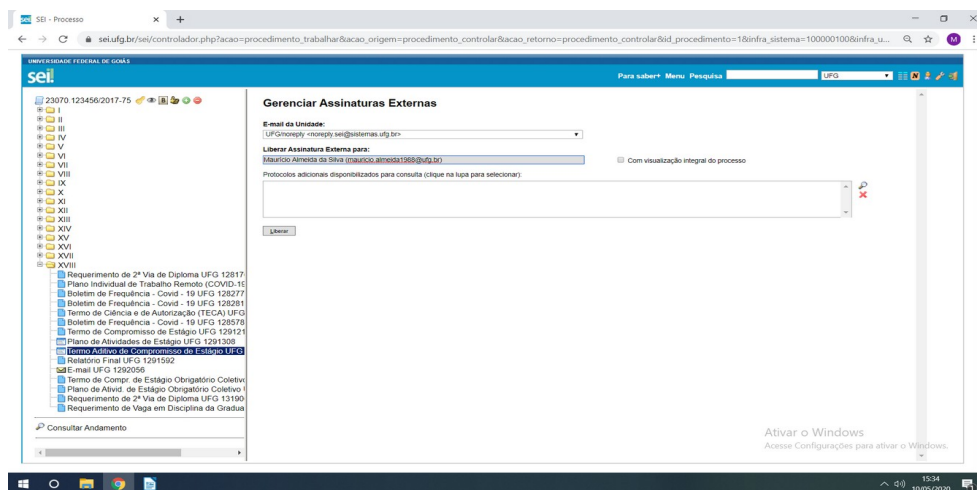 SEI - Processo
sei.ufg.br/sei/controlador.php?acao=procedimento_trabalhar&acao_origem=procedimento_controlar&acao_retorno=procedimento_controlar&id_procedimento=1&infra_sistema=100000100&infra_u...
M
UNIVERSIDADE FEDERAL DE GOIÁS
sei!
Para saber+ Menu Pesquisa
UFG
23070.123456/2017-75
I
II
III
IV
V
VI
VII
VIII
IX
X
XI
XII
XIII
XIV
XV
XVI
XVII
XVIII
Requerimento de 2ª Via de Diploma UFG 12817
Plano Individual de Trabalho Remoto (COVID-19
Boletim de Frequência - Covid - 19 UFG 128277
Boletim de Frequência - Covid - 19 UFG 128281
Termo de Ciência e de Autorização (TECA) UFG
Boletim de Frequência - Covid - 19 UFG 128578
Termo de Compromisso de Estágio UFG 129121
Plano de Atividades de Estágio UFG 1291308
Termo Aditivo de Compromisso de Estágio UFG
Relatório Final UFG 1291592
E-mail UFG 1292056
Termo de Compr. de Estágio Obrigatório Coletivo
Plano de Ativid. de Estágio Obrigatório Coletivo
Requerimento de 2ª Via de Diploma UFG 13190
Requerimento de Vaga em Disciplina da Gradua
Consultar Andamento
Gerenciar Assinaturas Externas
E-mail da Unidade:
UFG/noreply <noreply.sei@sistemas.ufg.br>
Liberar Assinatura Externa para:
Maurício Almeida da Silva (mauricio.almeida1968@ufg.br)
Com visualização integral do processo
Protocolos adicionais disponibilizados para consulta (clique na lupa para selecionar):
Liberar
Ativar o Windows
Acesse Configurações para ativar o Windows.
15:34
10/05/2020